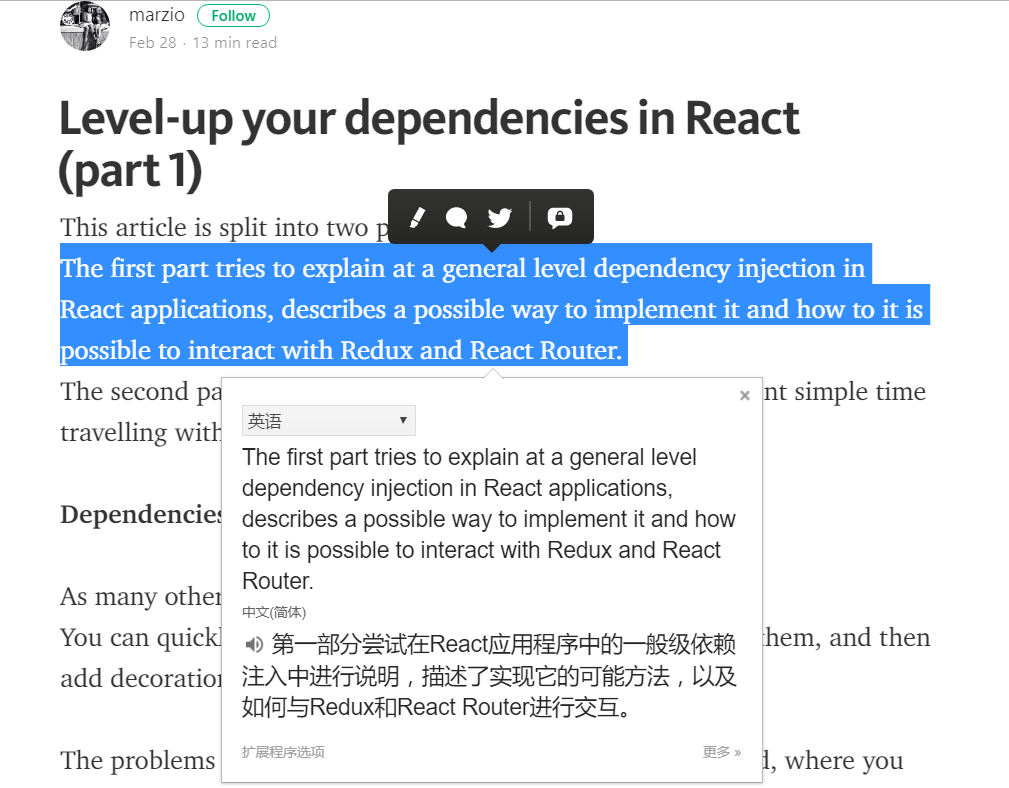 marzio Follow
Feb 28 · 13 min read
Level-up your dependencies in React
(part 1)
This article is split into two p
The first part tries to explain at a general level dependency injection in
React applications, describes a possible way to implement it and how to it is
possible to interact with Redux and React Router.
The second pa nt simple time
travelling with
Dependencies
As many other
You can quickl hem, and then
add decoration
The problems d, where you
英语
The first part tries to explain at a general level
dependency injection in React applications,
describes a possible way to implement it and how
to it is possible to interact with Redux and React
Router.
中文(简体)
第一部分尝试在React应用程序中的一般级依赖
注入中进行说明，描述了实现它的可能方法，以及
如何与Redux和React Router进行交互。
扩展程序选项 更多 »